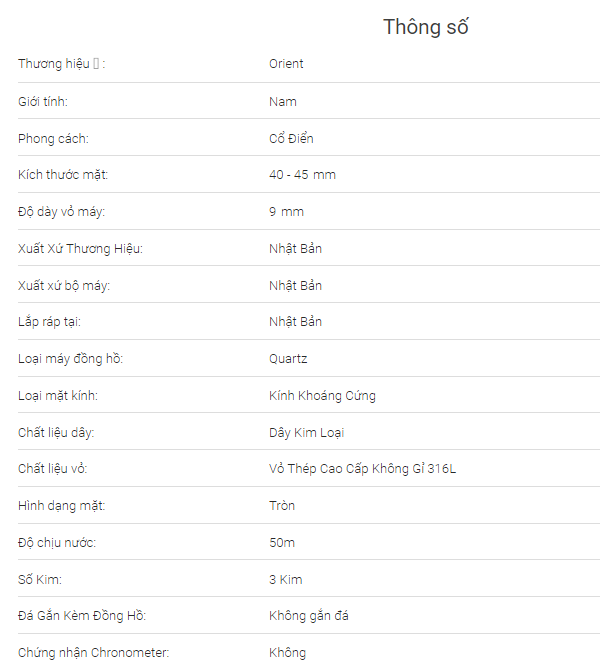 Thông số
Thương hiệu : Orient
Giới tính: Nam
Phong cách: Cổ Điển
Kích thước mặt: 40 - 45 mm
Độ dày vỏ máy: 9 mm
Xuất Xứ Thương Hiệu: Nhật Bản
Xuất xứ bộ máy: Nhật Bản
Lắp ráp tại: Nhật Bản
Loại máy đồng hồ: Quartz
Loại mặt kính: Kính Khoáng Cứng
Chất liệu dây: Dây Kim Loại
Chất liệu vỏ: Vỏ Thép Cao Cấp Không Gỉ 316L
Hình dạng mặt: Tròn
Độ chịu nước: 50m
Số Kim: 3 Kim
Đá Gắn Kèm Đồng Hồ: Không gắn đá
Chứng nhận Chronometer: Không